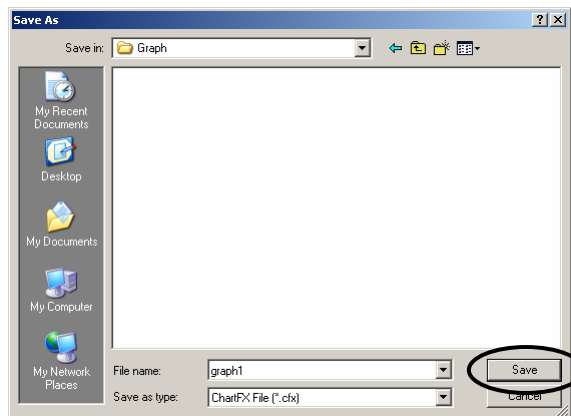 Save As
Save in:
Graph
My Recent
Documents
Desktop
My Documents
My Computer
My Network
Places
File name:
graph1
Save
Save as type:
ChartFX File (*.cfx)
Cancel